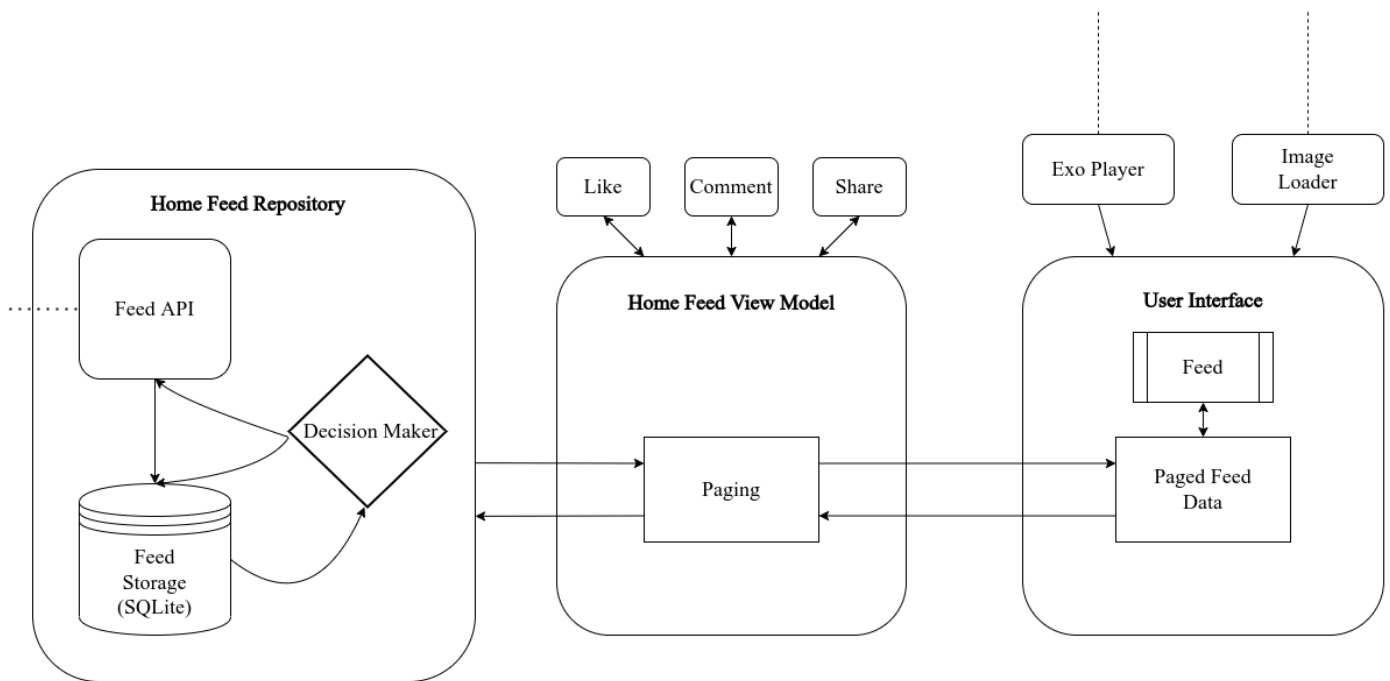 Home Feed Repository
Feed API
Decision Maker
Feed
Storage
(SQLite)
Like
Comment
Share
Home Feed View Model
Paging
Exo Player
Image
Loader
User Interface
Feed
Paged Feed
Data